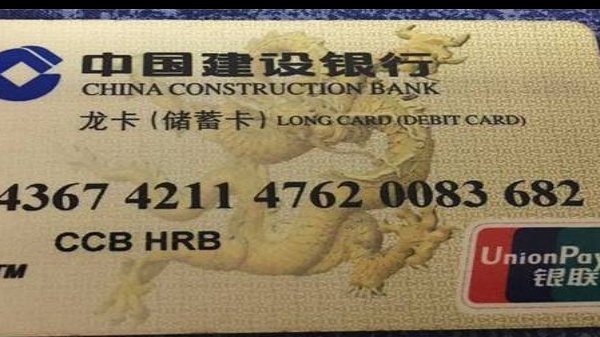 中国建设银行
CHINA CONSTRUCTION BANK
龙卡(储蓄卡) LONG CARD (DEBIT CARD)
4367 4211 4762 0083 682
CCB HRB
TM
UnionPay
银联